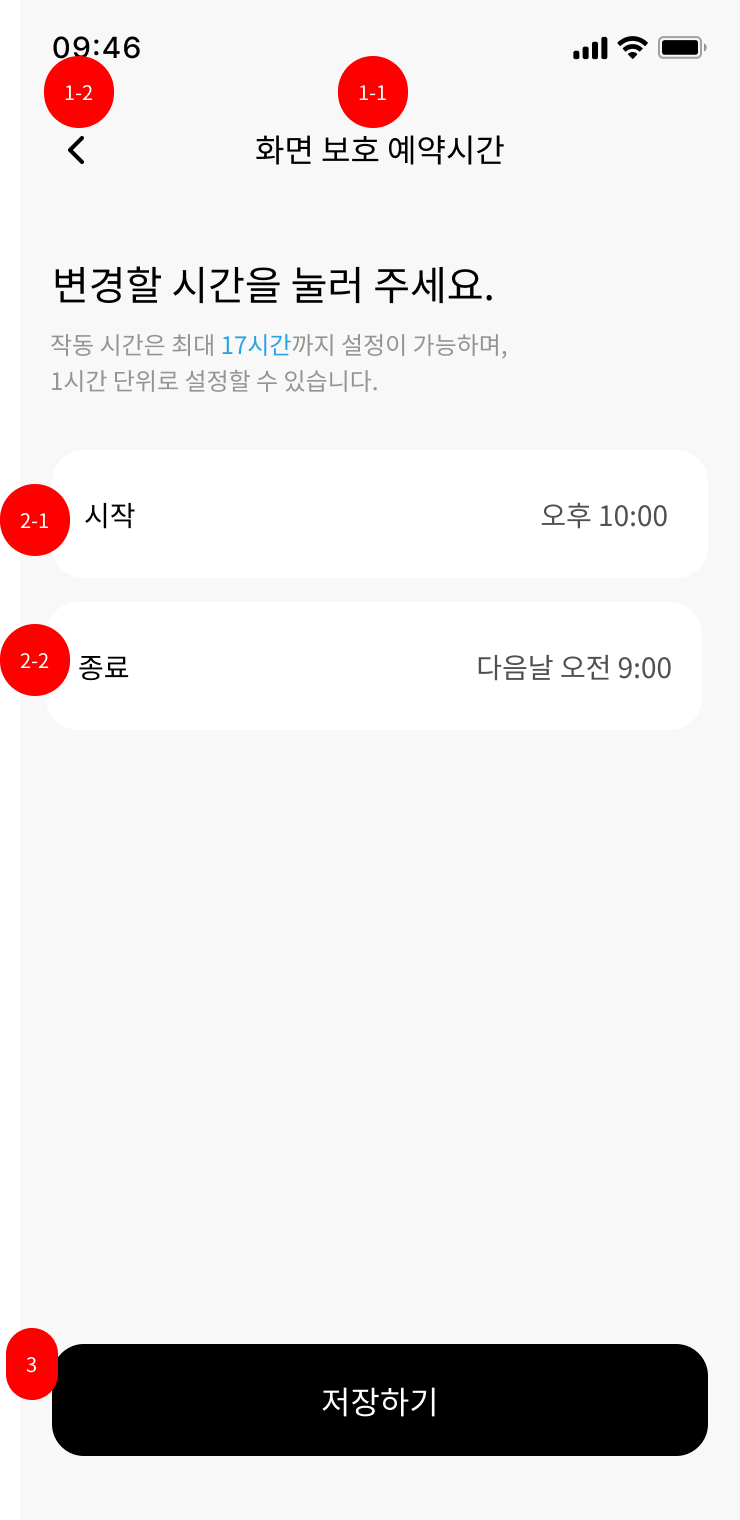 09:46
1-2
1-1
화면 보호 예약시간
변경할 시간을 눌러 주세요.
작동 시간은 최대 17시간까지 설정이 가능하며,
1시간 단위로 설정할 수 있습니다.
2-1
시작
오후 10:00
2-2
종료
다음날 오전 9:00
3
저장하기